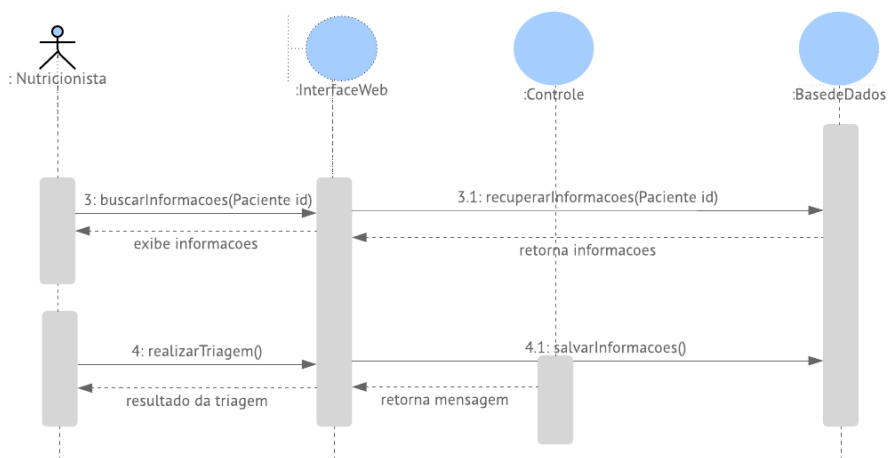 : Nutricionista
:InterfaceWeb
:Controle
:BasedeDados
3: buscarInformacoes(Paciente id)
3.1: recuperarInformacoes(Paciente id)
exibe informacoes
retorna informacoes
4: realizarTriagem()
4.1: salvarInformacoes()
resultado da triagem
retorna mensagem